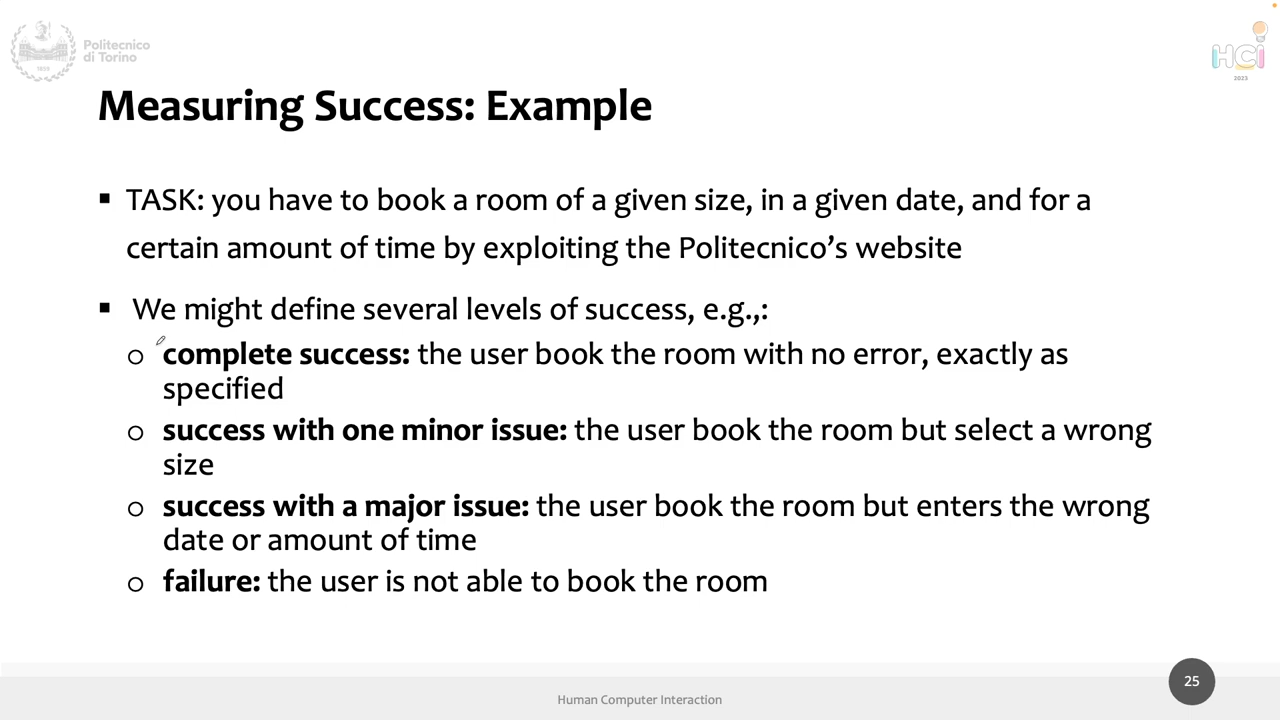 Politecnico
di Torino
1859
HCI
2023
Measuring Success: Example
▪ TASK: you have to book a room of a given size, in a given date, and for a
certain amount of time by exploiting the Politecnico’s website
▪ We might define several levels of success, e.g.,:
o complete success: the user book the room with no error, exactly as
specified
o success with one minor issue: the user book the room but select a wrong
size
o success with a major issue: the user book the room but enters the wrong
date or amount of time
o failure: the user is not able to book the room
25
Human Computer Interaction